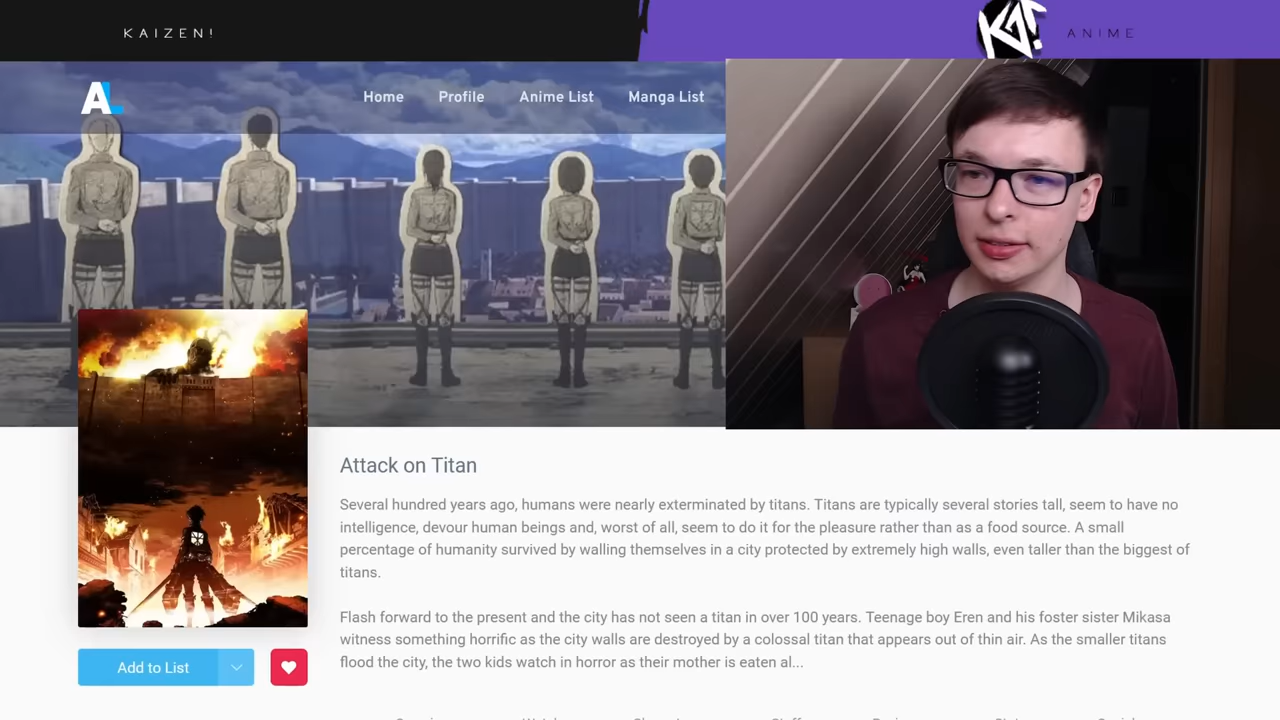 KAIZEN!
KA!
ANIME
AL
Home Profile Anime List Manga List
Attack on Titan
Several hundred years ago, humans were nearly exterminated by titans. Titans are typically several stories tall, seem to have no
intelligence, devour human beings and, worst of all, seem to do it for the pleasure rather than as a food source. A small
percentage of humanity survived by walling themselves in a city protected by extremely high walls, even taller than the biggest of
titans.
Flash forward to the present and the city has not seen a titan in over 100 years. Teenage boy Eren and his foster sister Mikasa
witness something horrific as the city walls are destroyed by a colossal titan that appears out of thin air. As the smaller titans
flood the city, the two kids watch in horror as their mother is eaten al...
Add to List